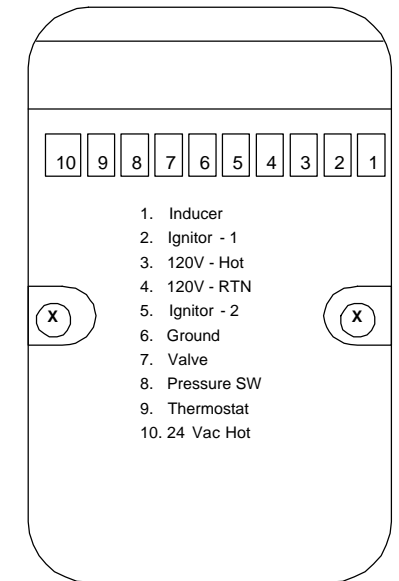 10 9 8 7 6 5 4 3 2 1
1. Inducer
2. Ignitor - 1
3. 120V - Hot
4. 120V - RTN
5. Ignitor - 2
6. Ground
7. Valve
8. Pressure SW
9. Thermostat
10. 24 Vac Hot
X X